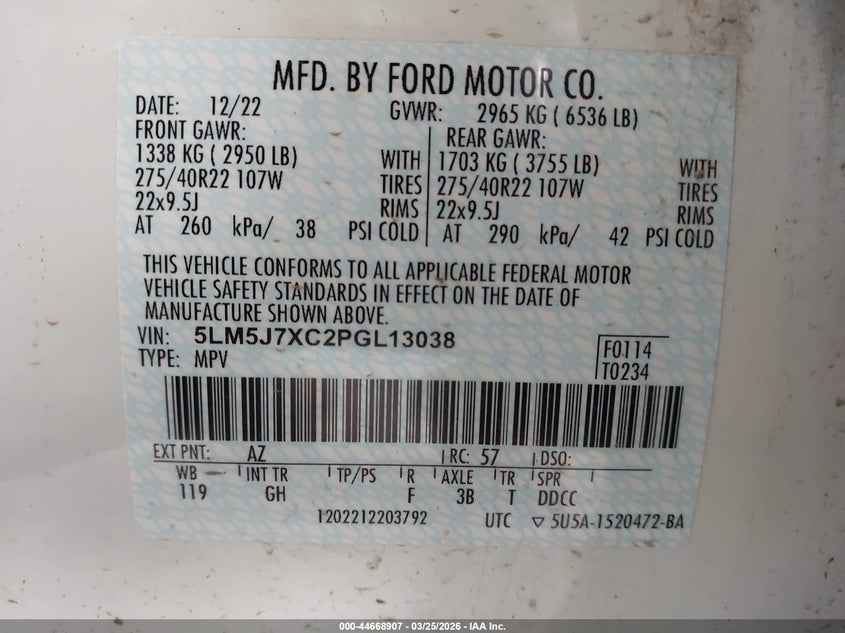 MFD. BY FORD MOTOR CO.
DATE: 12/22 GVWR: 2965 KG ( 6536 LB)
FRONT GAWR: REAR GAWR:
1338 KG ( 2950 LB) WITH 1703 KG ( 3755 LB) WITH
275/40R22 107W TIRES 275/40R22 107W TIRES
22x9.5J RIMS 22x9.5J RIMS
AT 260 kPa/ 38 PSI COLD AT 290 kPa/ 42 PSI COLD
THIS VEHICLE CONFORMS TO ALL APPLICABLE FEDERAL MOTOR
VEHICLE SAFETY STANDARDS IN EFFECT ON THE DATE OF
MANUFACTURE SHOWN ABOVE.
VIN: 5LM5J7XC2PGL13038
TYPE: MPV
F0114
T0234
EXT PNT: AZ RC: 57 DSO:
WB INT TR TP/PS R AXLE TR SPR
119 GH F 3B T DDCC
1202212203792 UTC ▽ 5U5A-1520472-BA
000-44668907 - 03/25/2026 - IAA Inc.